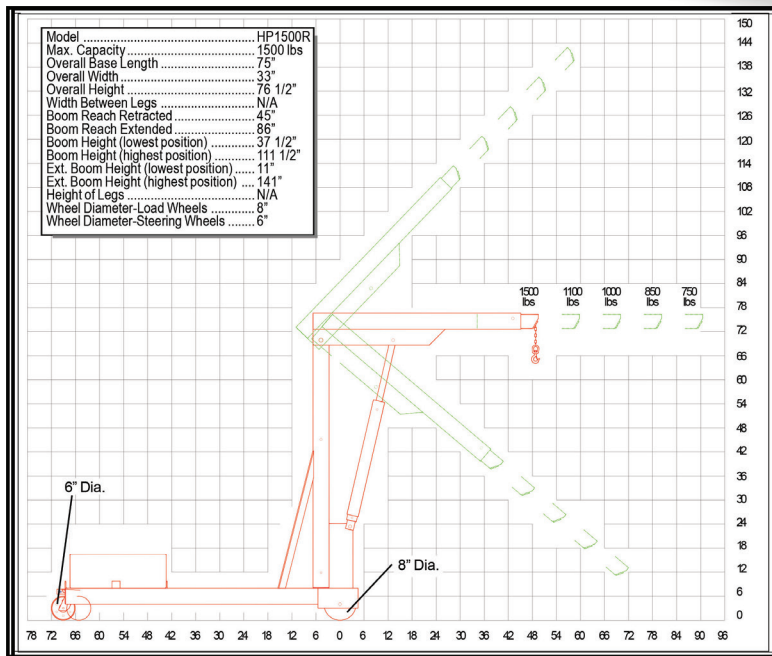 Model ............................... HP1500R
Max. Capacity .................... 1500 lbs
Overall Base Length .......... 75"
Overall Width ..................... 33"
Overall Height .................... 76 1/2"
Width Between Legs .......... N/A
Boom Reach Retracted ...... 45"
Boom Reach Extended ....... 86"
Boom Height (lowest position) ...... 37 1/2"
Boom Height (highest position) ..... 111 1/2"
Ext. Boom Height (lowest position) ...... 11"
Ext. Boom Height (highest position) .... 141"
Height of Legs .................... N/A
Wheel Diameter-Load Wheels ........... 8"
Wheel Diameter-Steering Wheels ....... 6"
150
144
138
132
126
120
114
108
102
96
90
84
78
72
66
60
54
48
42
36
30
24
18
12
6
0
1500 1100 1000 850 750
lbs lbs lbs lbs lbs
6" Dia.
8" Dia.
78 72 66 60 54 48 42 36 30 24 18 12 6 0 6 12 18 24 30 36 42 48 54 60 66 72 78 84 90 96